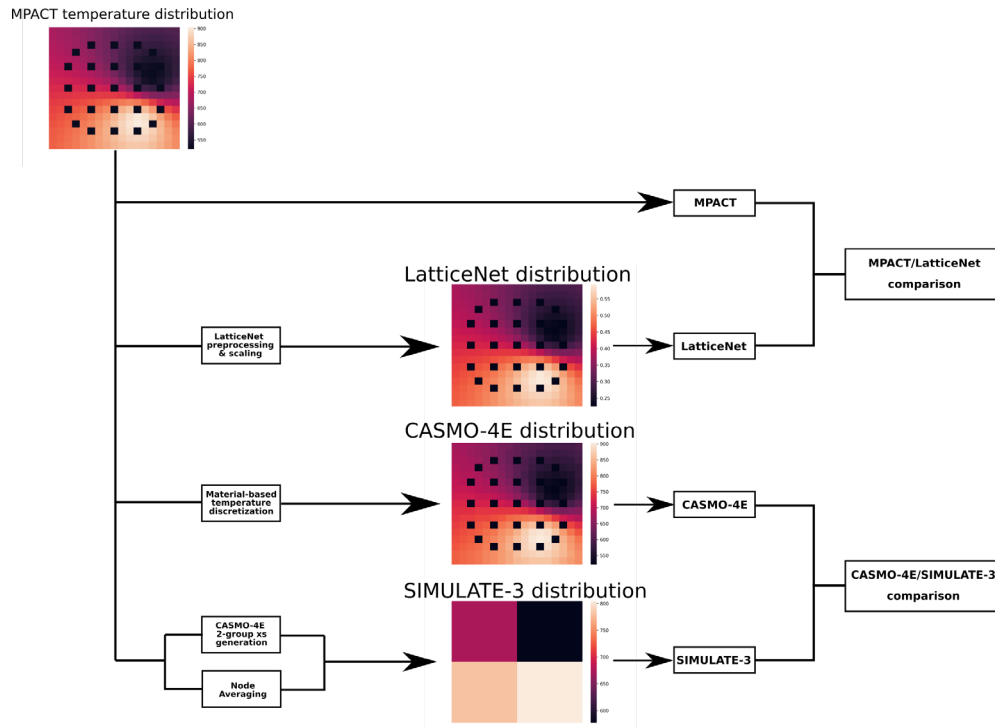 MPACT temperature distribution
900
850
800
750
700
650
600
550
MPACT
MPACT/LatticeNet
comparison
LatticeNet distribution
LatticeNet
preprocessing
& scaling
0.55
0.50
0.45
0.40
0.35
0.30
0.25
LatticeNet
CASMO-4E distribution
Material-based
temperature
discretization
900
850
800
750
700
650
600
550
CASMO-4E
CASMO-4E/SIMULATE-3
comparison
SIMULATE-3 distribution
CASMO-4E
2-group xs
generation
Node
Averaging
800
750
700
650
600
SIMULATE-3